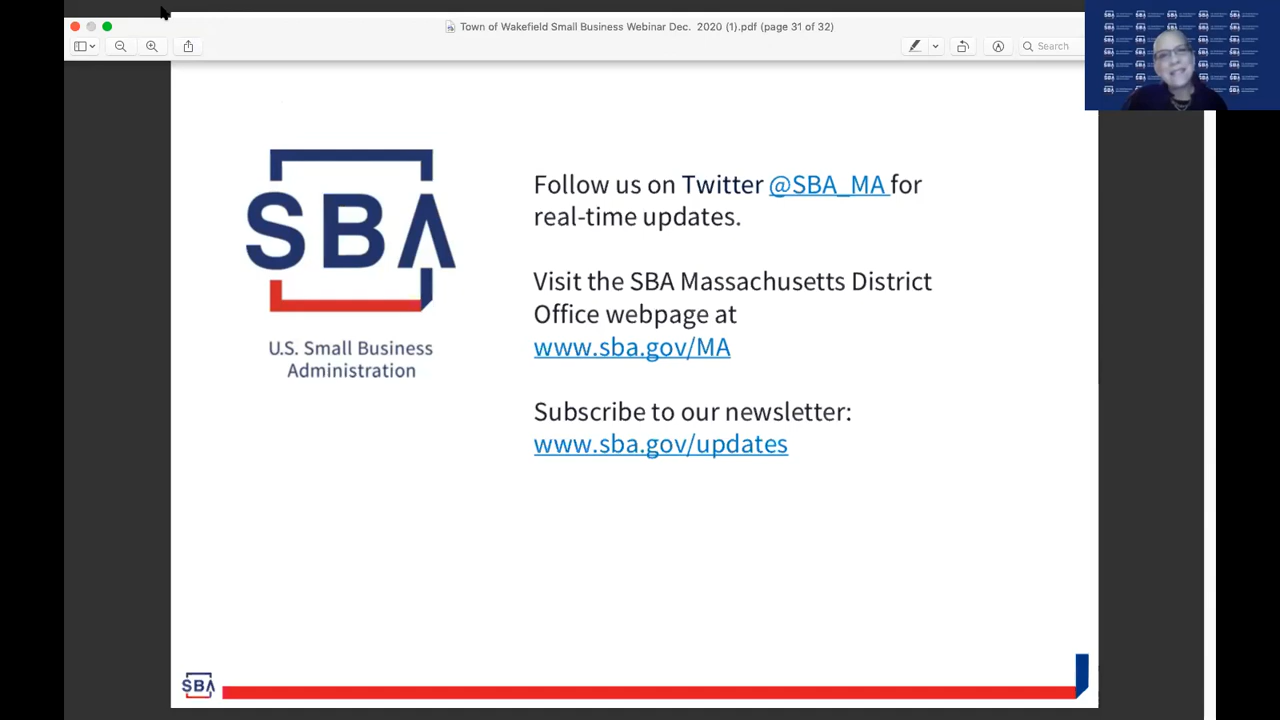 Town of Wakefield Small Business Webinar Dec. 2020 (1).pdf (page 31 of 32)
Search
SBA
U.S. Small Business
Administration
Follow us on Twitter @SBA_MA for
real-time updates.
Visit the SBA Massachusetts District
Office webpage at
www.sba.gov/MA
Subscribe to our newsletter:
www.sba.gov/updates
SBA